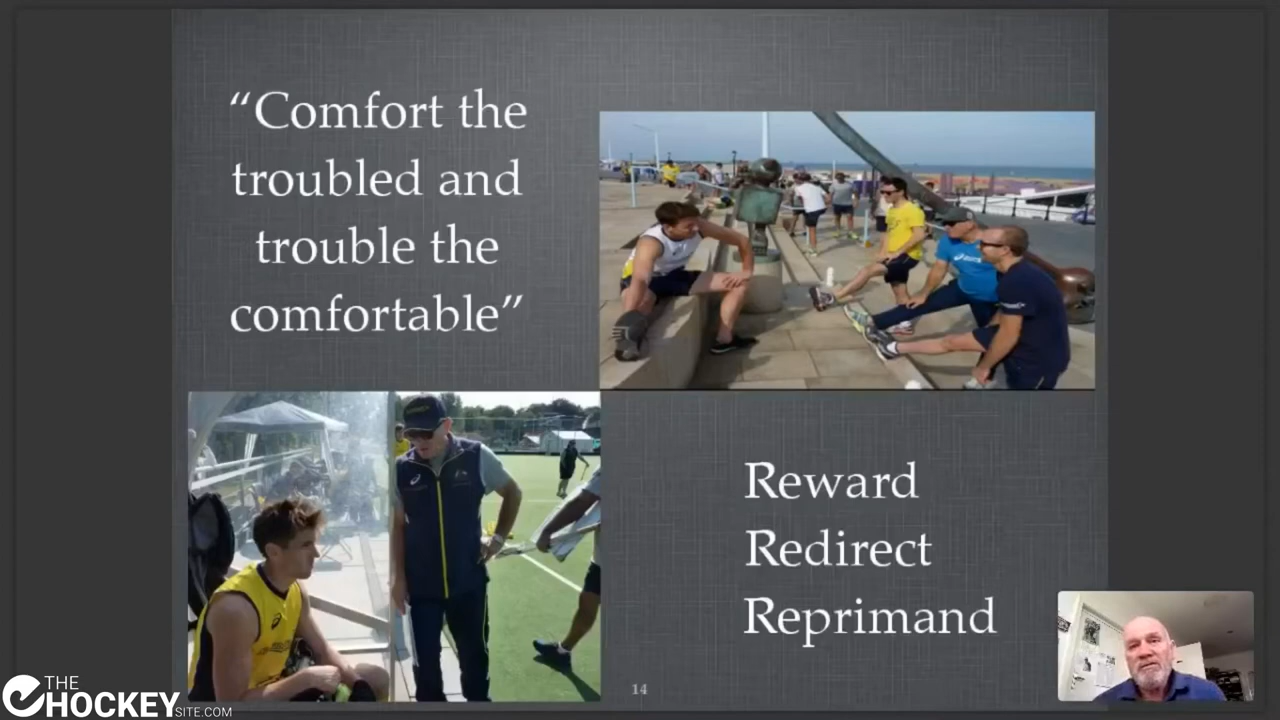 “Comfort the
troubled and
trouble the
comfortable”
Reward
Redirect
Reprimand
14
THE
HOCKEY
SITE.COM